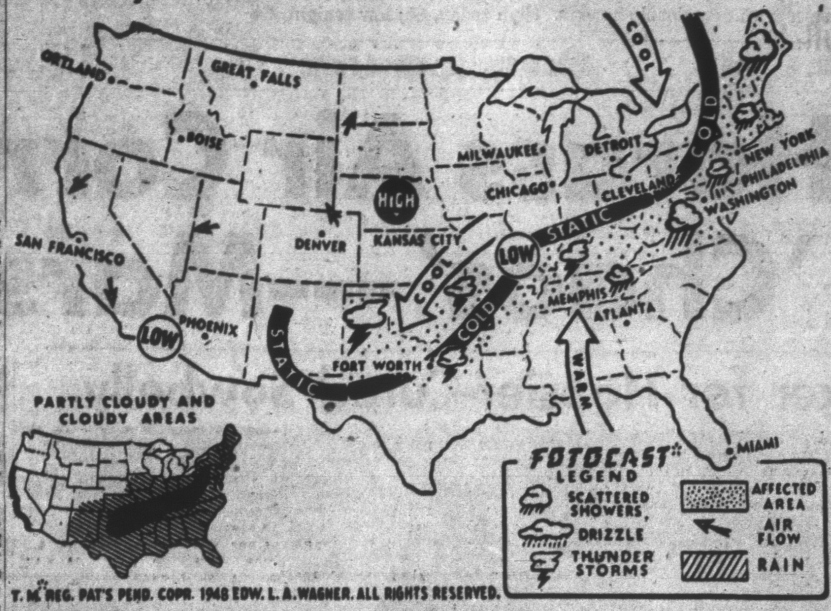 COOL
PORTLAND
GREAT FALLS
BOISE
MILWAUKEE
DETROIT
COLD
NEW YORK
PHILADELPHIA
WASHINGTON
CHICAGO
CLEVELAND
HIGH
STATIC
SAN FRANCISCO
DENVER
KANSAS CITY
LOW
COOL
COLD
MEMPHIS
ATLANTA
LOW
PHOENIX
STATIC
FORT WORTH
STATIC
WARM
MIAMI
PARTLY CLOUDY AND
CLOUDY AREAS
FOTOCAST*
LEGEND
SCATTERED
SHOWERS
DRIZZLE
THUNDER
STORMS
AFFECTED
AREA
AIR
FLOW
RAIN
T. M.* REG. PAT'S PEND. COPR. 1948 EDW. L. A. WAGNER. ALL RIGHTS RESERVED.